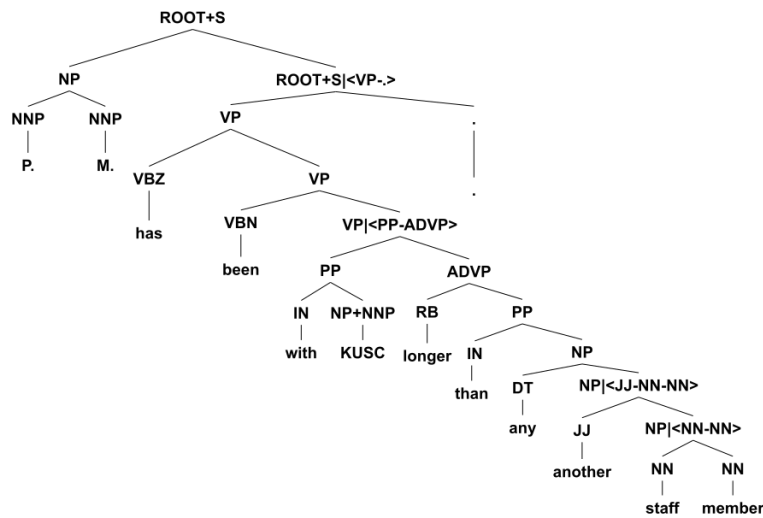 ROOT+S
NP ROOT+S|<VP-.>
NNP NNP VP .
P. M. VBZ VP .
has VBN VP|<PP-ADVP>
been PP ADVP
IN NP+NNP RB PP
with KUSC longer IN NP
than DT NP|<JJ-NN-NN>
any JJ NP|<NN-NN>
another NN NN
staff member